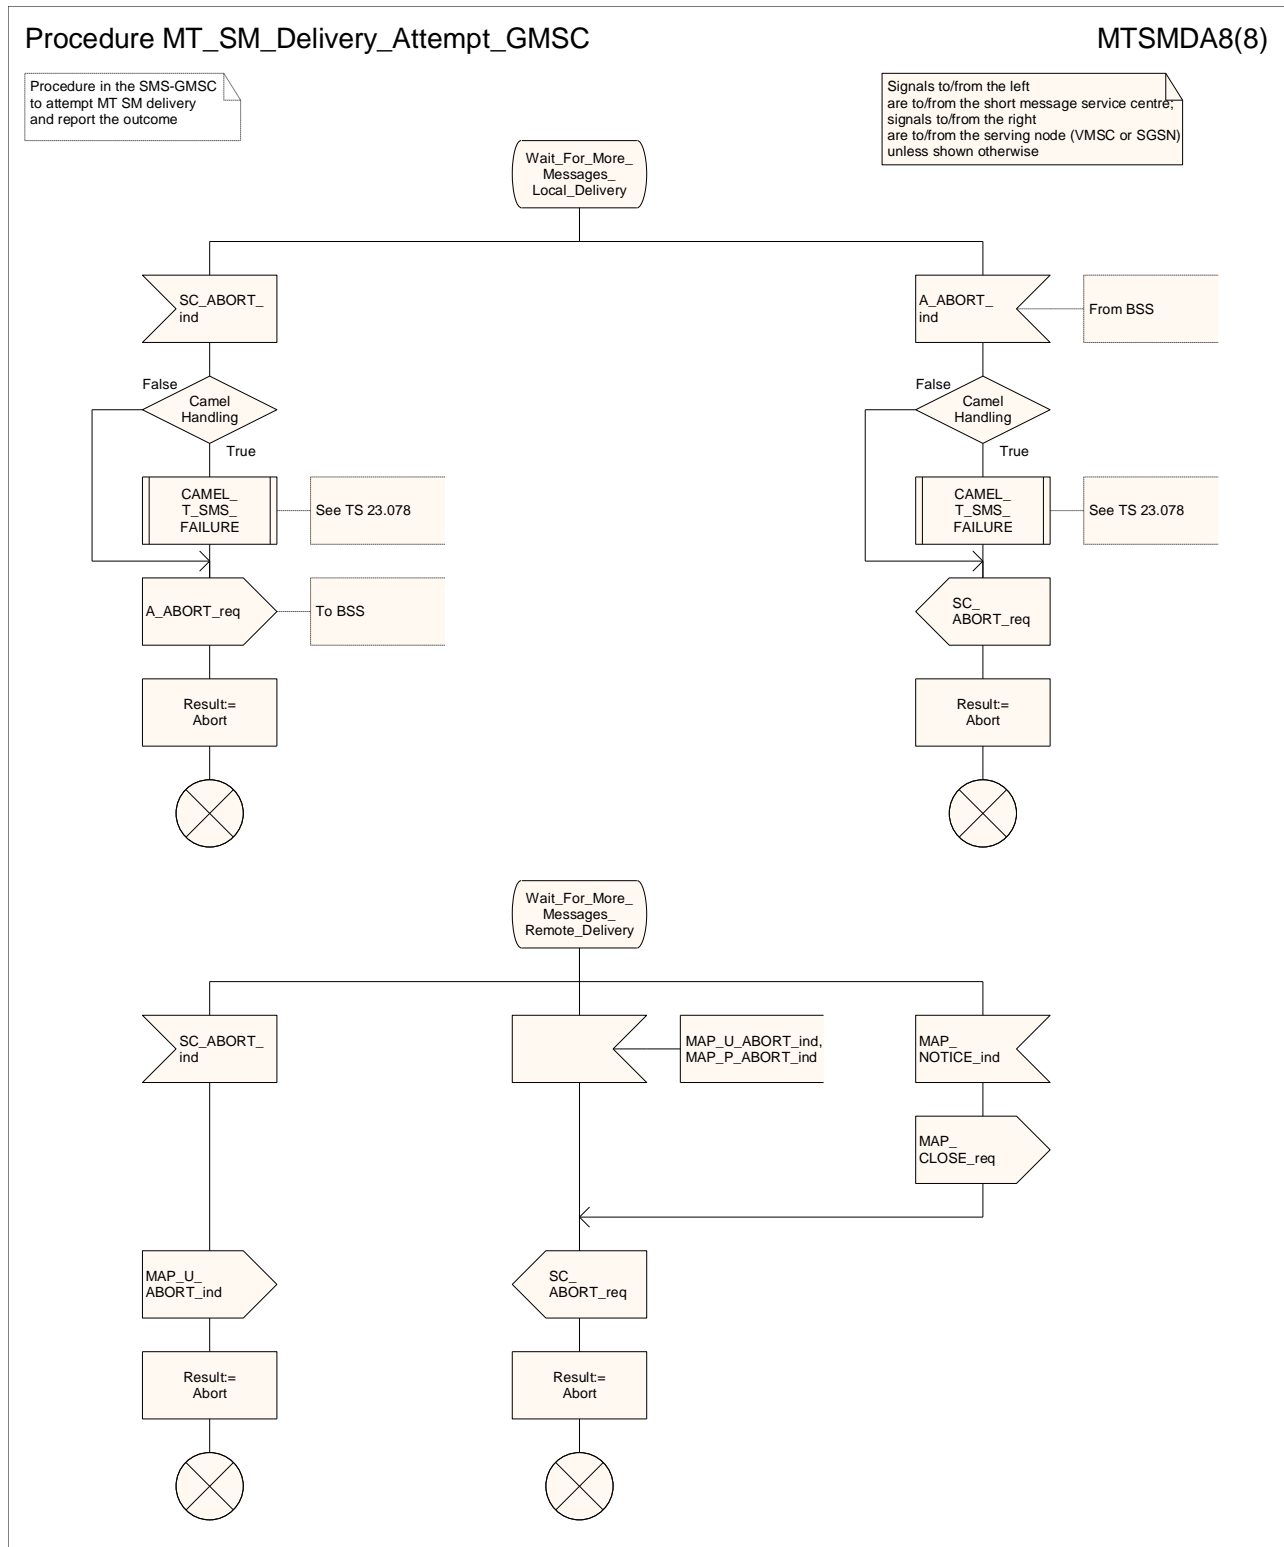 Procedure MT_SM_Delivery_Attempt_GMSC
MTSMDA8(8)
Procedure in the SMS-GMSC
to attempt MT SM delivery
and report the outcome
Signals to/from the left
are to/from the short message service centre;
signals to/from the right
are to/from the serving node (VMSC or SGSN)
unless shown otherwise
Wait_For_More_
Messages_
Local_Delivery
SC_ABORT_
ind
A_ABORT_
ind
From BSS
False
Camel
Handling
True
False
Camel
Handling
True
CAMEL_
T_SMS_
FAILURE
See TS 23.078
CAMEL_
T_SMS_
FAILURE
See TS 23.078
A_ABORT_req
To BSS
SC_
ABORT_req
Result:=
Abort
Result:=
Abort
Wait_For_More_
Messages_
Remote_Delivery
SC_ABORT_
ind
MAP_U_ABORT_ind,
MAP_P_ABORT_ind
MAP_
NOTICE_ind
MAP_
CLOSE_req
MAP_U_
ABORT_ind
SC_
ABORT_req
Result:=
Abort
Result:=
Abort